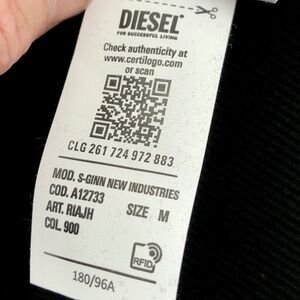 DIESEL
FOR SUCCESSFUL LIVING
Check authenticity at
www.certilogo.com
or scan
CLG 261 724 972 883
MOD. S-GINN NEW INDUSTRIES
COD. A12733
ART. RIAJH SIZE M
COL. 900
RFID
180/96A